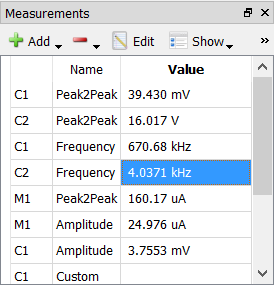 Measurements
Add Edit Show »
Name Value
C1 Peak2Peak 39.430 mV
C2 Peak2Peak 16.017 V
C1 Frequency 670.68 kHz
C2 Frequency 4.0371 kHz
M1 Peak2Peak 160.17 uA
M1 Amplitude 24.976 uA
C1 Amplitude 3.7553 mV
C1 Custom